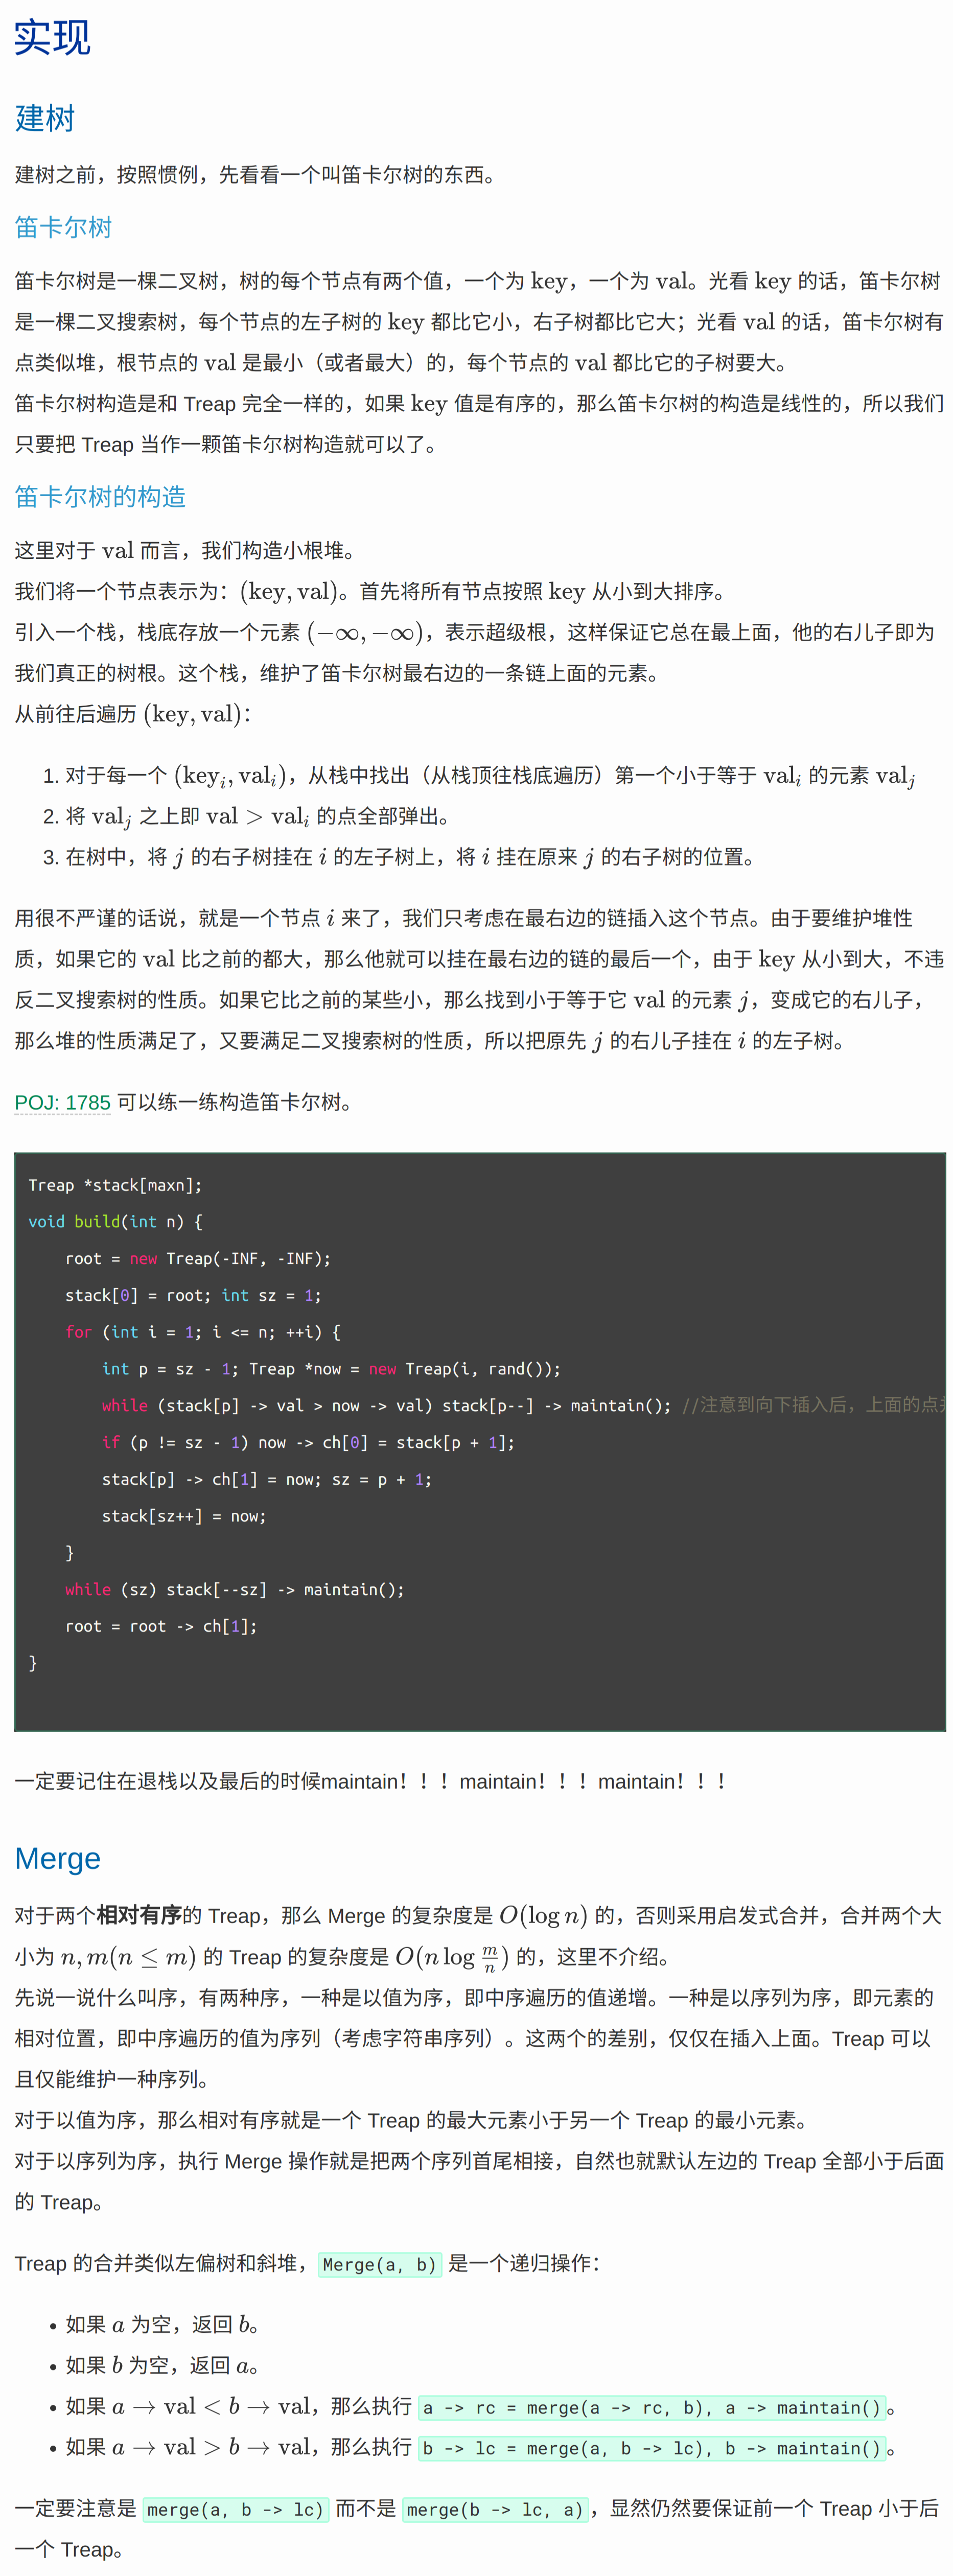 实现
建树
建树之前，按照惯例，先看看一个叫笛卡尔树的东西。
笛卡尔树
笛卡尔树是一棵二叉树，树的每个节点有两个值，一个为 key，一个为 val。光看 key 的话，笛卡尔树
是一棵二叉搜索树，每个节点的左子树的 key 都比它小，右子树都比它大；光看 val 的话，笛卡尔树有
点类似堆，根节点的 val 是最小（或者最大）的，每个节点的 val 都比它的子树要大。
笛卡尔树构造是和 Treap 完全一样的，如果 key 值是有序的，那么笛卡尔树的构造是线性的，所以我们
只要把 Treap 当作一颗笛卡尔树构造就可以了。
笛卡尔树的构造
这里对于 val 而言，我们构造小根堆。
我们将一个节点表示为：(key, val)。首先将所有节点按照 key 从小到大排序。
引入一个栈，栈底存放一个元素 (−∞, −∞)，表示超级根，这样保证它总在最上面，他的右儿子即为
我们真正的树根。这个栈，维护了笛卡尔树最右边的一条链上面的元素。
从前往后遍历 (key, val)：
1. 对于每一个 (key_i, val_i)，从栈中找出（从栈顶往栈底遍历）第一个小于等于 val_i 的元素 val_j
2. 将 val_j 之上即 val > val_i 的点全部弹出。
3. 在树中，将 j 的右子树挂在 i 的左子树上，将 i 挂在原来 j 的右子树的位置。
用很不严谨的话说，就是一个节点 i 来了，我们只考虑在最右边的链插入这个节点。由于要维护堆性
质，如果它的 val 比之前的都大，那么他就可以挂在最右边的链的最后一个，由于 key 从小到大，不违
反二叉搜索树的性质。如果它比之前的某些小，那么找到小于等于它 val 的元素 j，变成它的右儿子，
那么堆的性质满足了，又要满足二叉搜索树的性质，所以把原先 j 的右儿子挂在 i 的左子树。
POJ: 1785 可以练一练构造笛卡尔树。
Treap *stack[maxn];
void build(int n) {
    root = new Treap(-INF, -INF);
    stack[0] = root; int sz = 1;
    for (int i = 1; i <= n; ++i) {
        int p = sz - 1; Treap *now = new Treap(i, rand());
        while (stack[p] -> val > now -> val) stack[p--] -> maintain(); //注意到向下插入后，上面的点
        if (p != sz - 1) now -> ch[0] = stack[p + 1];
        stack[p] -> ch[1] = now; sz = p + 1;
        stack[sz++] = now;
    }
    while (sz) stack[--sz] -> maintain();
    root = root -> ch[1];
}
一定要记住在退栈以及最后的时候maintain！！！maintain！！！maintain！！！
Merge
对于两个相对有序的 Treap，那么 Merge 的复杂度是 O(log n) 的，否则采用启发式合并，合并两个大
小为 n, m(n ≤ m) 的 Treap 的复杂度是 O(n log m/n) 的，这里不介绍。
先说一说什么叫序，有两种序，一种是以值为序，即中序遍历的值递增。一种是以序列为序，即元素的
相对位置，即中序遍历的值为序列（考虑字符串序列）。这两个的差别，仅仅在插入上面。Treap 可以
且仅能维护一种序列。
对于以值为序，那么相对有序就是一个 Treap 的最大元素小于另一个 Treap 的最小元素。
对于以序列为序，执行 Merge 操作就是把两个序列首尾相接，自然也就默认左边的 Treap 全部小于后面
的 Treap。
Treap 的合并类似左偏树和斜堆，Merge(a, b) 是一个递归操作：
• 如果 a 为空，返回 b。
• 如果 b 为空，返回 a。
• 如果 a → val < b → val，那么执行 a -> rc = merge(a -> rc, b), a -> maintain()。
• 如果 a → val > b → val，那么执行 b -> lc = merge(a, b -> lc), b -> maintain()。
一定要注意是 merge(a, b -> lc) 而不是 merge(b -> lc, a)，显然仍然要保证前一个 Treap 小于后
一个 Treap。